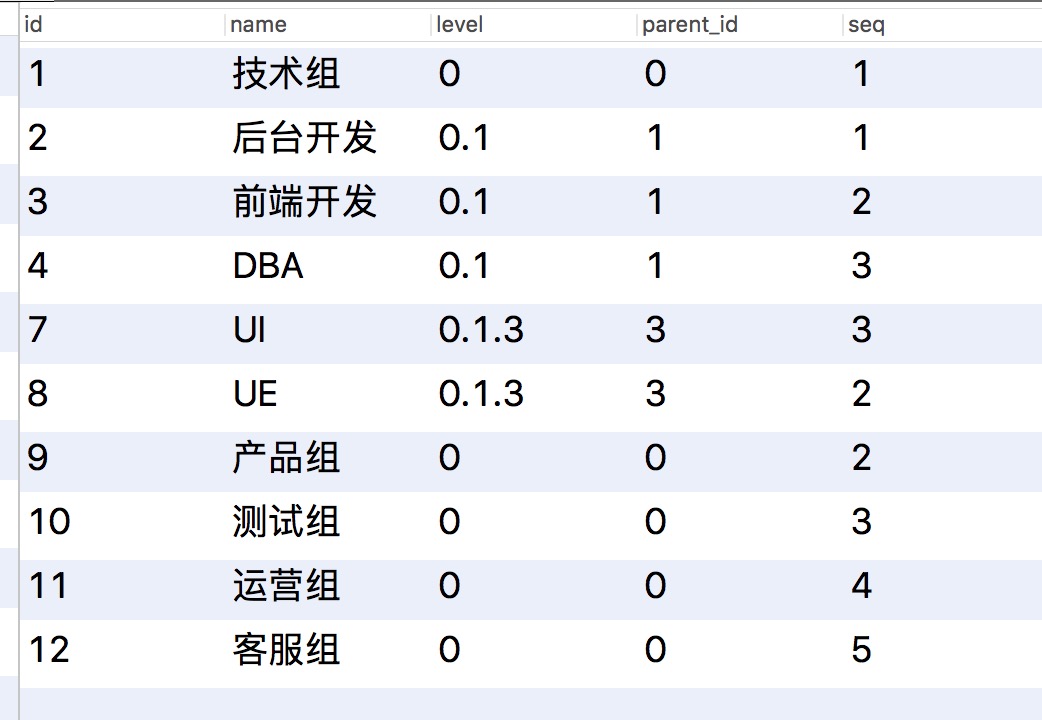 id name level parent_id seq
1 技术组 0 0 1
2 后台开发 0.1 1 1
3 前端开发 0.1 1 2
4 DBA 0.1 1 3
7 UI 0.1.3 3 3
8 UE 0.1.3 3 2
9 产品组 0 0 2
10 测试组 0 0 3
11 运营组 0 0 4
12 客服组 0 0 5